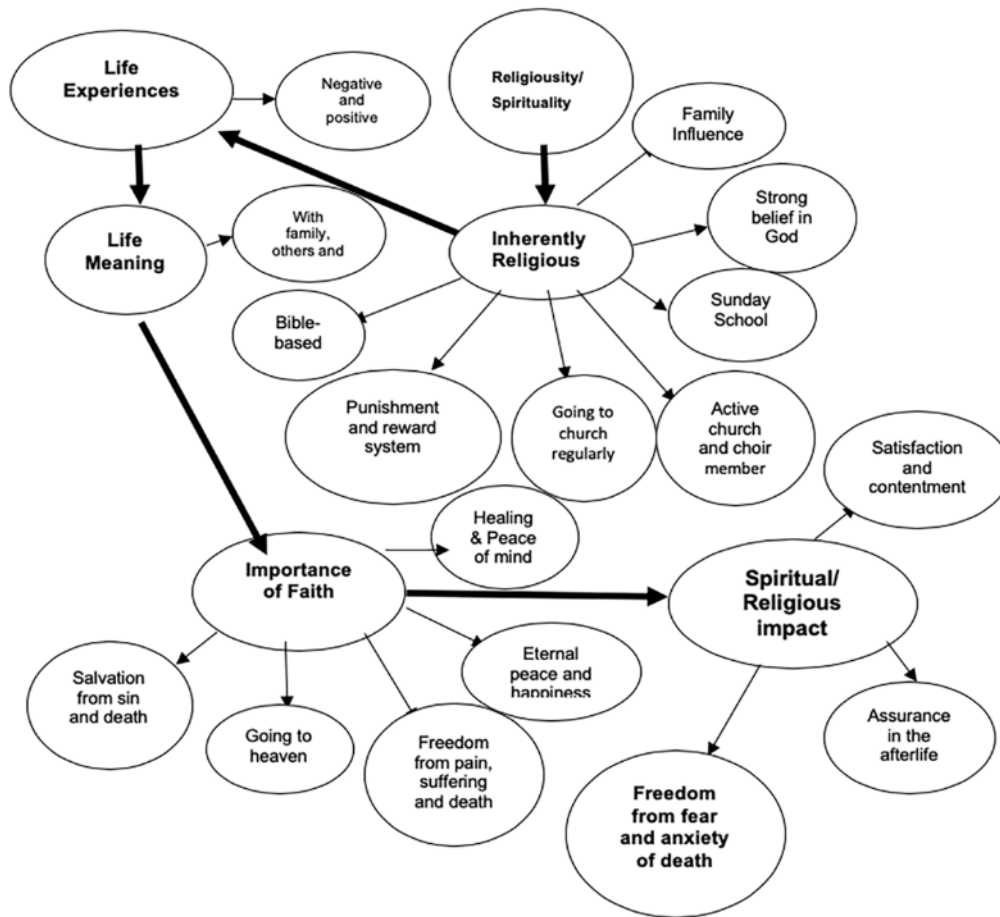 Life
Experiences
Negative
and
positive
Religiousity/
Spirituality
Family
Influence
Strong
belief in
God
With
family,
others and
Life
Meaning
Inherently
Religious
Sunday
School
Bible-
based
Punishment
and reward
system
Going to
church
regularly
Active
church
and choir
member
Satisfaction
and
contentment
Healing
& Peace
of mind
Importance
of Faith
Spiritual/
Religious
impact
Eternal
peace and
happiness
Salvation
from sin
and death
Going to
heaven
Freedom
from pain,
suffering
and death
Assurance
in the
afterlife
Freedom
from fear
and anxiety
of death